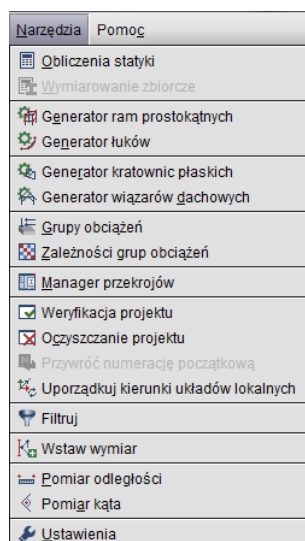 Narzędzia Pomoc
Obliczenia statyki
Wymiarowanie zbiorcze
Generator ram prostokątnych
Generator łuków
Generator kratownic płaskich
Generator wiązarów dachowych
Grupy obciążeń
Zależności grup obciążeń
Manager przekrojów
Weryfikacja projektu
Oczyszczanie projektu
Przywróć numerację początkową
Uporządkuj kierunki układów lokalnych
Filtruj
Wstaw wymiar
Pomiar odległości
Pomiar kąta
Ustawienia